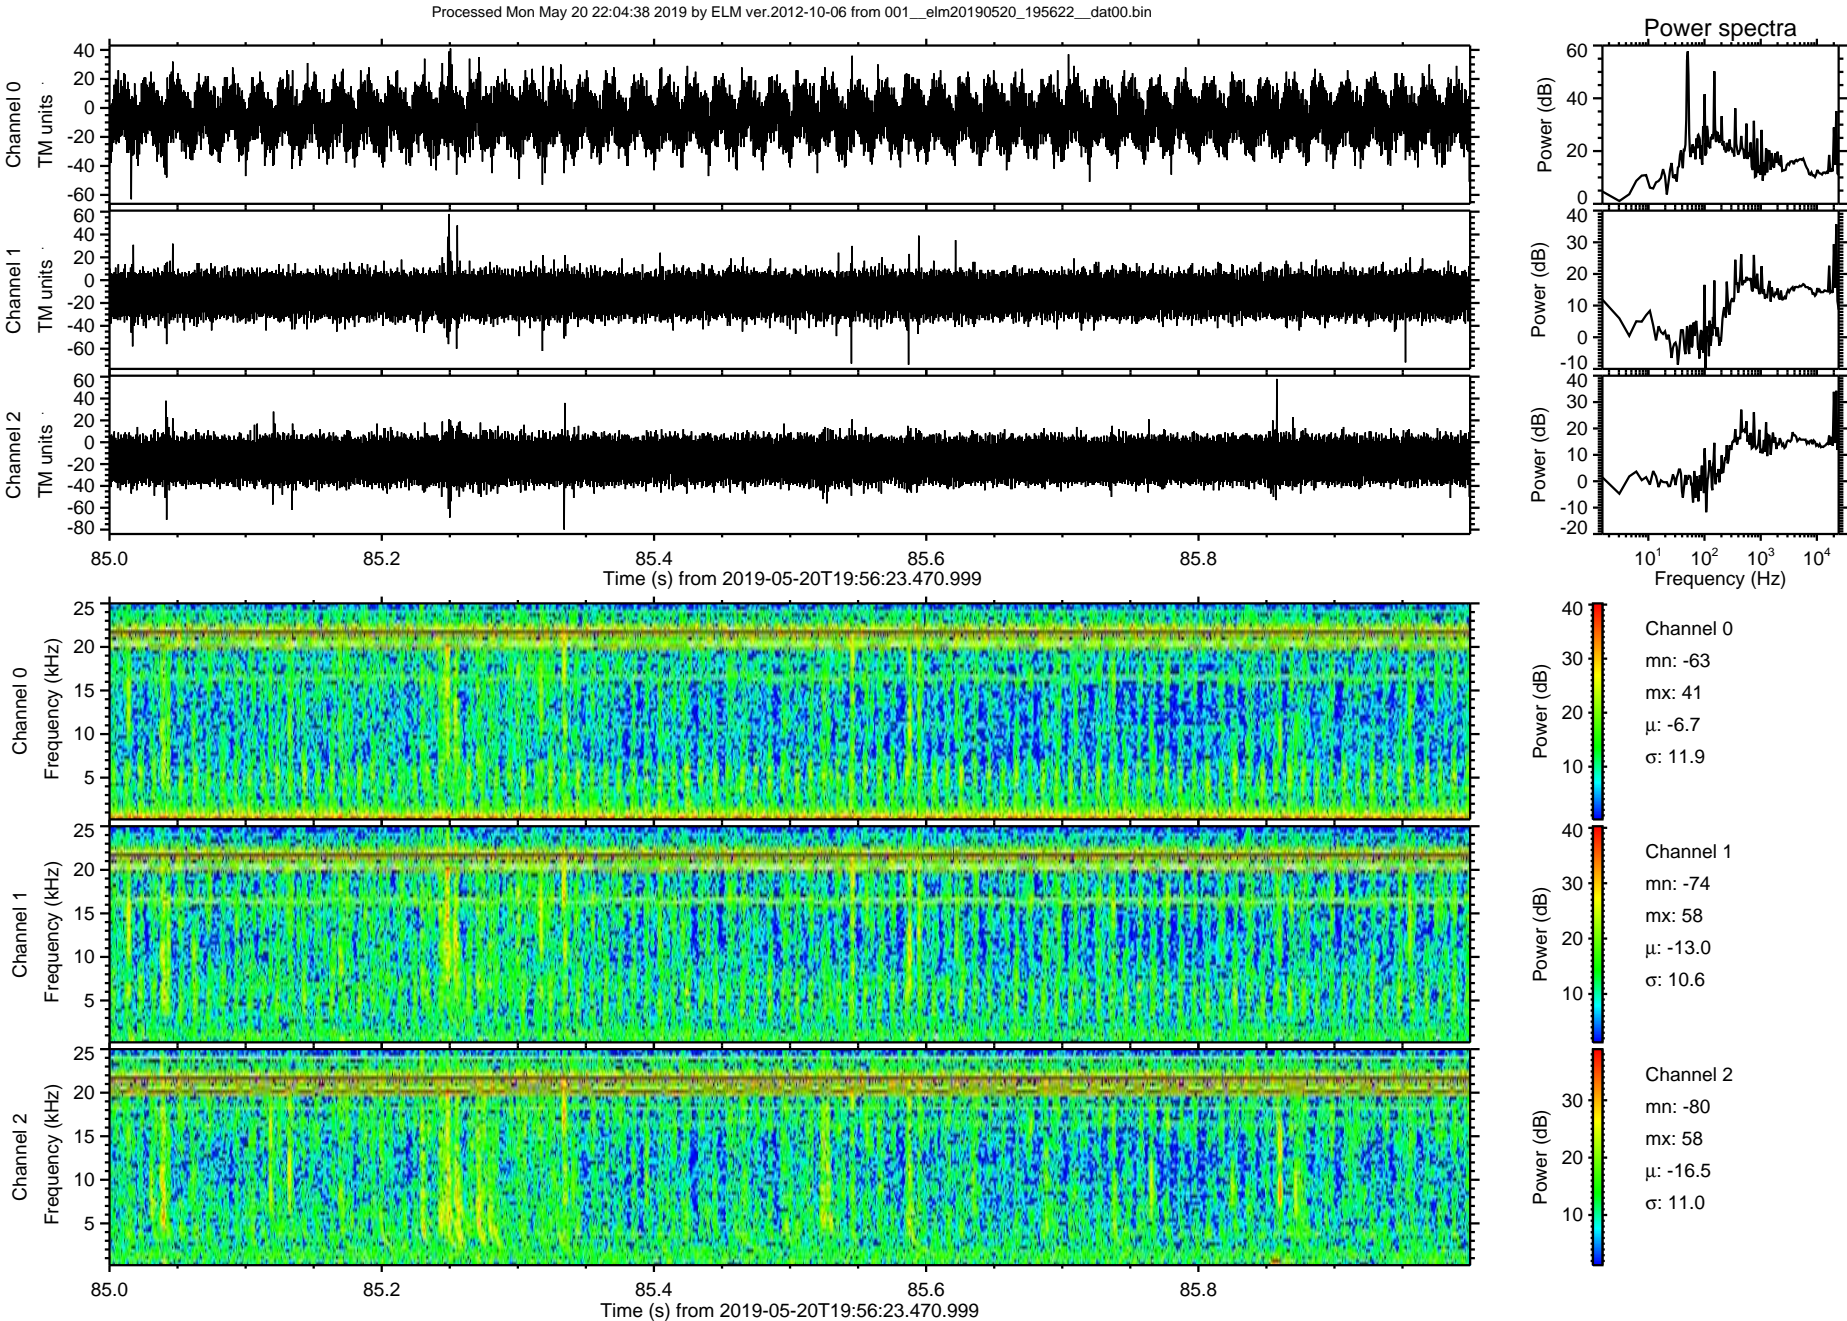 Processed Mon May 20 22:04:38 2019 by ELM ver.2012-10-06 from 001__elm20190520_195622__dat00.bin
Power spectra
Channel 0
TM units
40
20
0
-20
-40
-60
Power (dB)
60
40
20
0
Channel 1
TM units
60
40
20
0
-20
-40
-60
Power (dB)
40
30
20
10
0
-10
Channel 2
TM units
60
40
20
0
-20
-40
-60
-80
Power (dB)
40
30
20
10
0
-10
-20
85.0 85.2 85.4 85.6 85.8
Time (s) from 2019-05-20T19:56:23.470.999
10¹ 10² 10³ 10⁴
Frequency (Hz)
Channel 0
Frequency (kHz)
25
20
15
10
5
Power (dB)
40
30
20
10
Channel 0
mn: -63
mx: 41
μ: -6.7
σ: 11.9
Channel 1
Frequency (kHz)
25
20
15
10
5
Power (dB)
40
30
20
10
Channel 1
mn: -74
mx: 58
μ: -13.0
σ: 10.6
Channel 2
Frequency (kHz)
25
20
15
10
5
Power (dB)
30
20
10
Channel 2
mn: -80
mx: 58
μ: -16.5
σ: 11.0
85.0 85.2 85.4 85.6 85.8
Time (s) from 2019-05-20T19:56:23.470.999